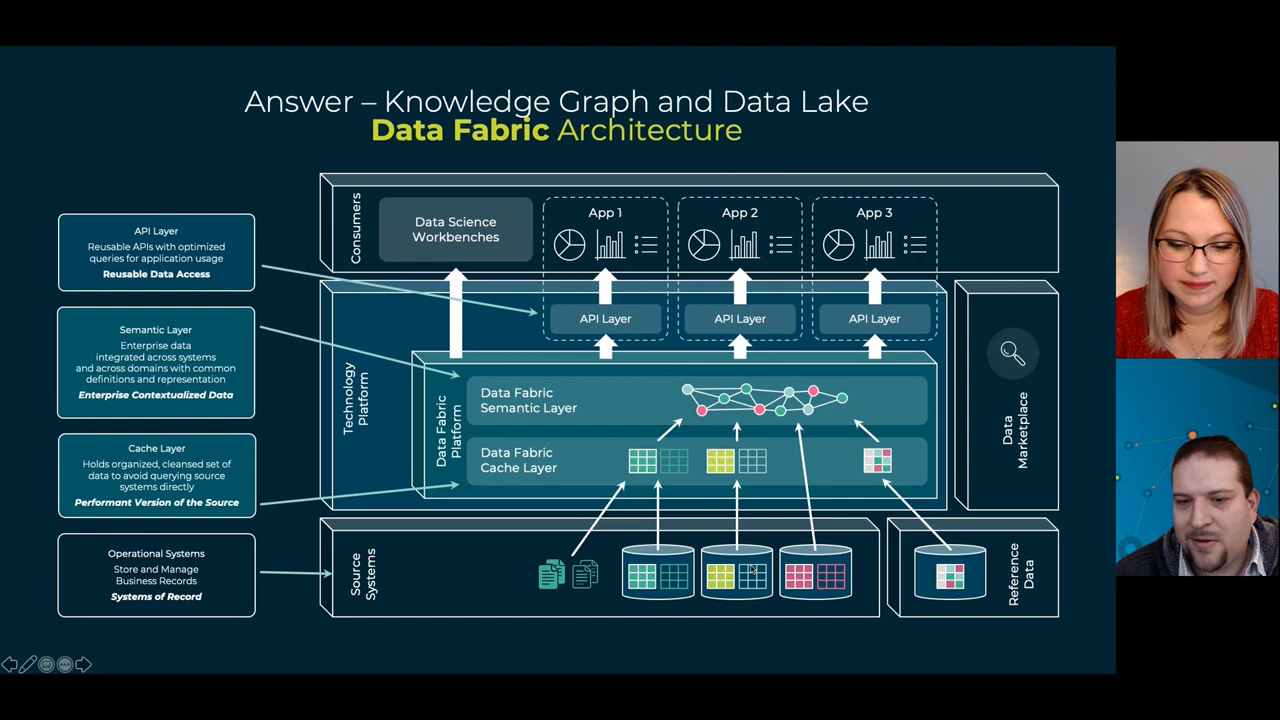 Answer – Knowledge Graph and Data Lake
Data Fabric Architecture
API Layer
Reusable APIs with optimized
queries for application usage
Reusable Data Access
Semantic Layer
Enterprise data
integrated across systems
and across domains with common
definitions and representation
Enterprise Contextualized Data
Cache Layer
Holds organized, cleansed set of
data to avoid querying source
systems directly
Performant Version of the Source
Operational Systems
Store and Manage
Business Records
Systems of Record
Consumers
Data Science
Workbenches
App 1
App 2
App 3
Technology
Platform
API Layer
API Layer
API Layer
Data Fabric
Platform
Data Fabric
Semantic Layer
Data Fabric
Cache Layer
Data
Marketplace
Source
Systems
Reference
Data